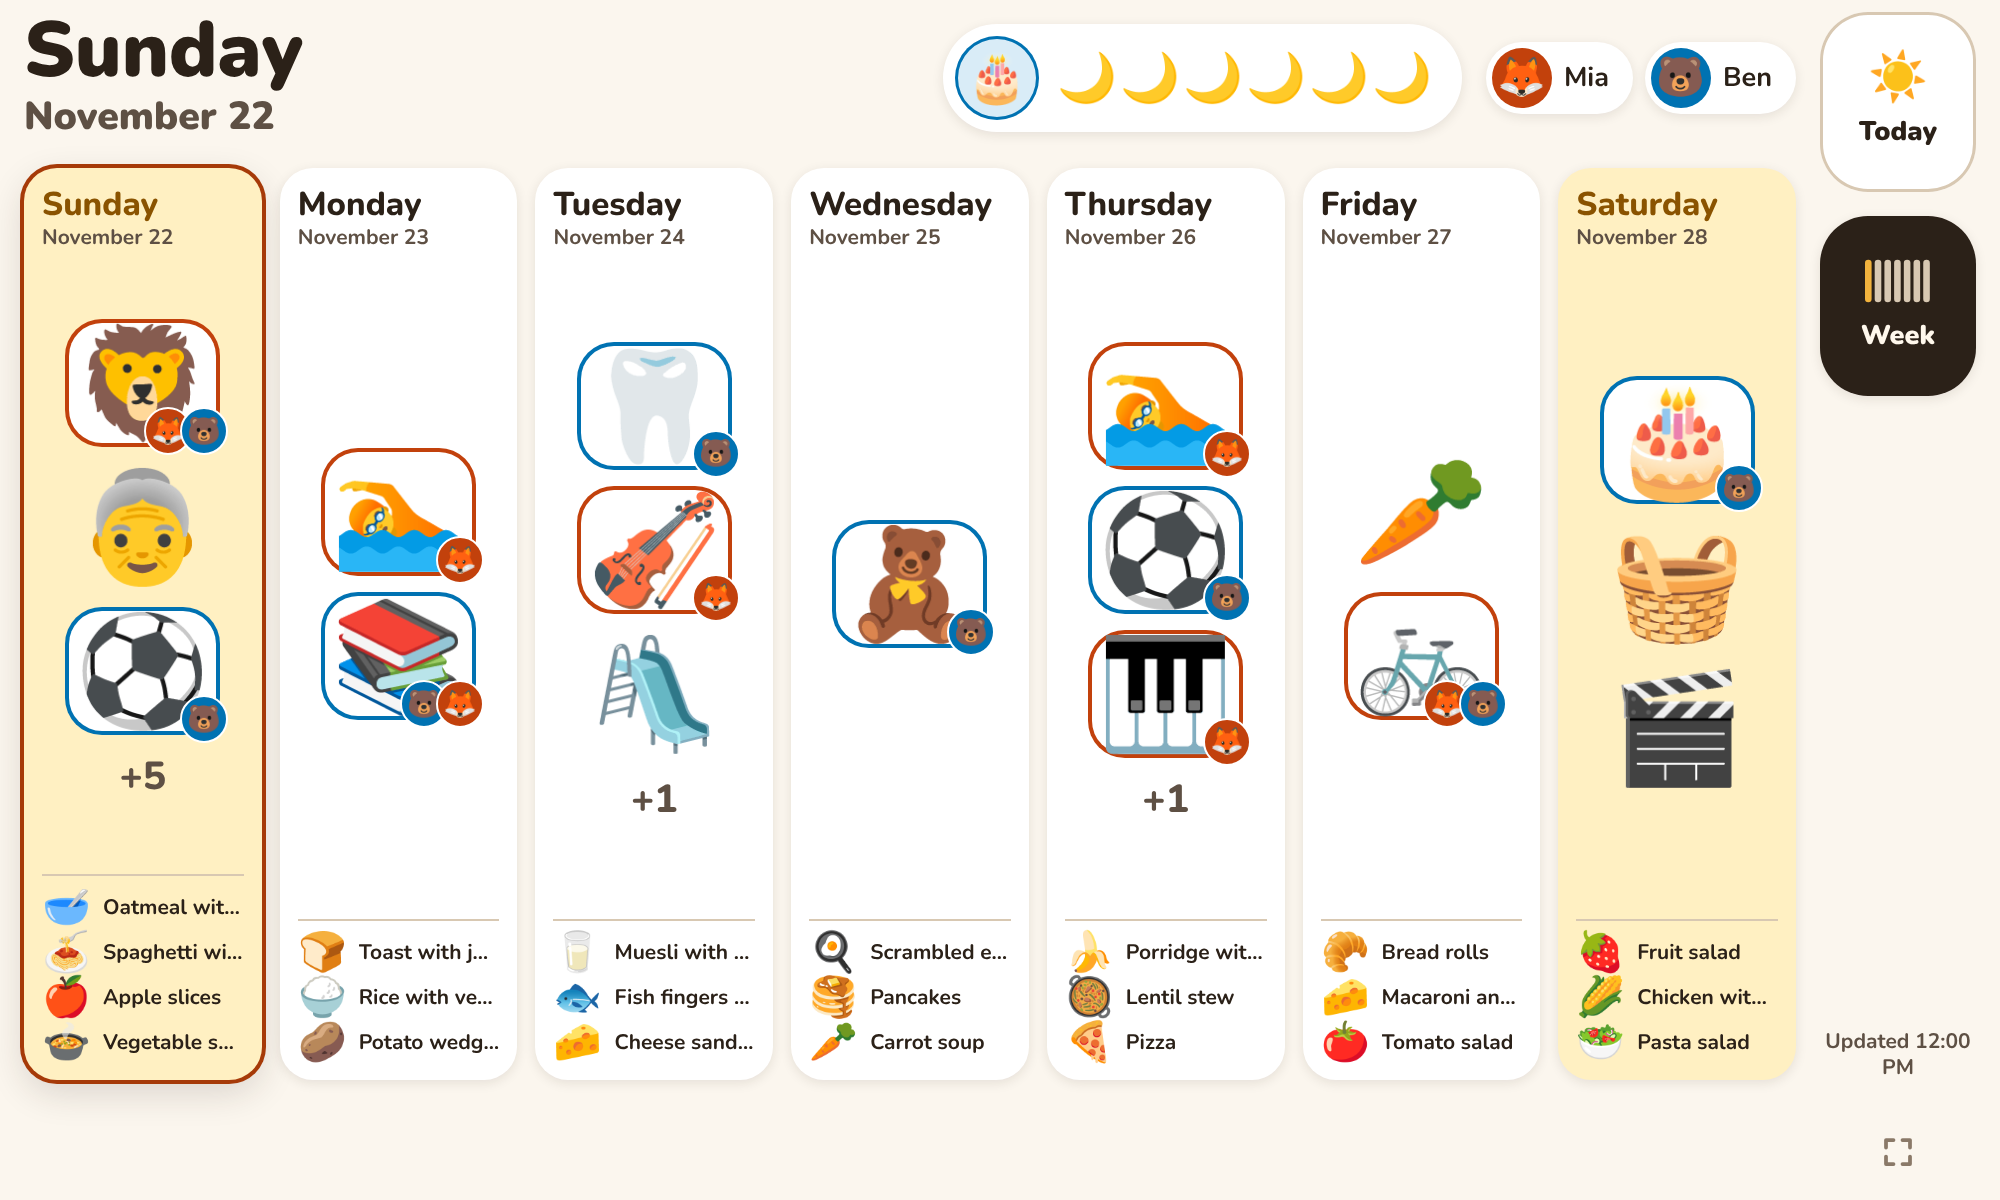 Sunday
November 22
Mia
Ben
Today
Week
Sunday
November 22
+5
Oatmeal wit...
Spaghetti wi...
Apple slices
Vegetable s...
Monday
November 23
Toast with j...
Rice with ve...
Potato wedg...
Tuesday
November 24
+1
Muesli with ...
Fish fingers ...
Cheese sand...
Wednesday
November 25
Scrambled e...
Pancakes
Carrot soup
Thursday
November 26
+1
Porridge wit...
Lentil stew
Pizza
Friday
November 27
Bread rolls
Macaroni an...
Tomato salad
Saturday
November 28
Fruit salad
Chicken wit...
Pasta salad
Updated 12:00
PM